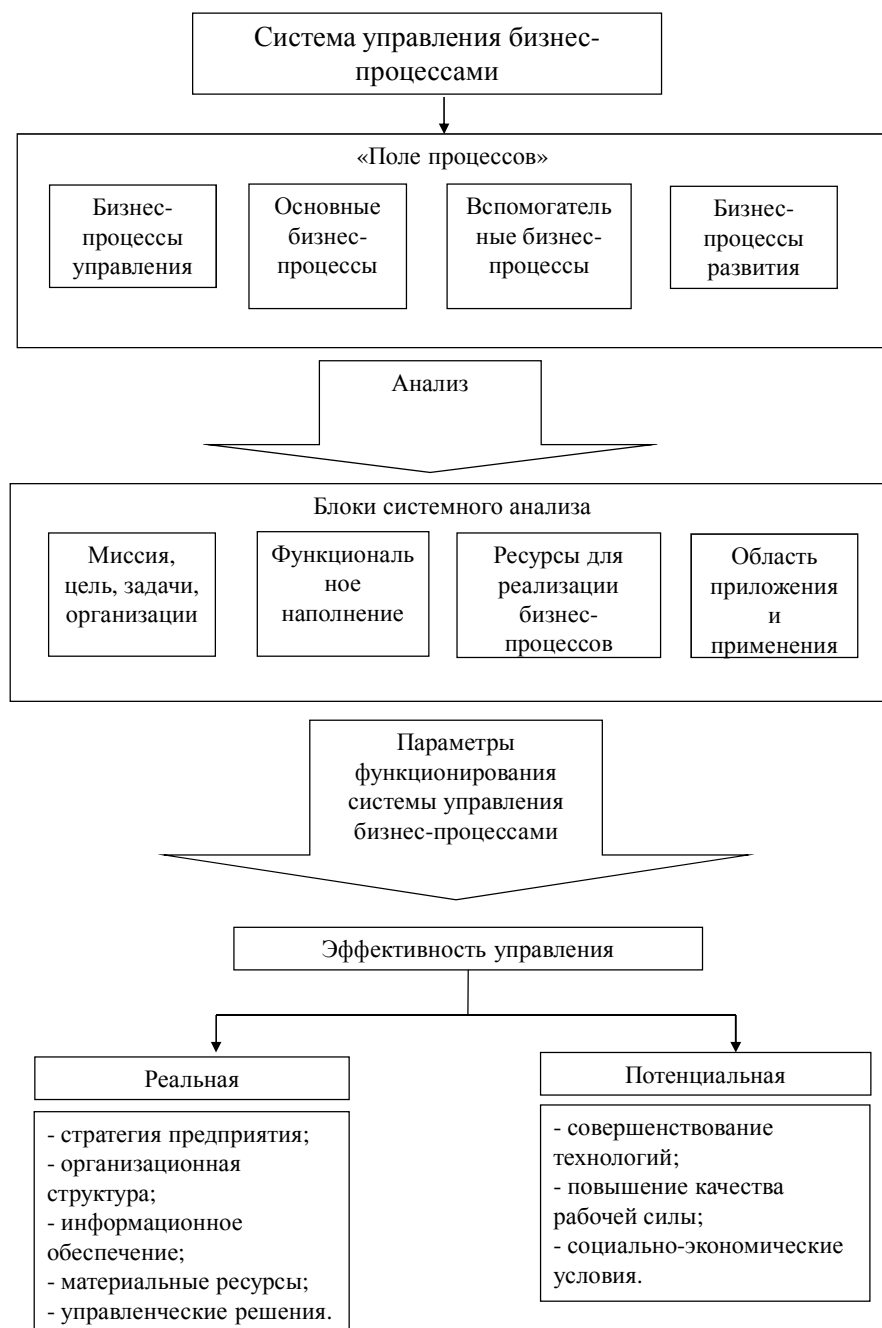 Система управления бизнес-
процессами
«Поле процессов»
Бизнес-
процессы
управления
Основные
бизнес-
процессы
Вспомогатель
ные бизнес-
процессы
Бизнес-
процессы
развития
Анализ
Блоки системного анализа
Миссия,
цель, задачи,
организации
Функциональ
ное
наполнение
Ресурсы для
реализации
бизнес-
процессов
Область
приложения
и
применения
Параметры
функционирования
системы управления
бизнес-процессами
Эффективность управления
Реальная
- стратегия предприятия;
- организационная
структура;
- информационное
обеспечение;
- материальные ресурсы;
- управленческие решения.
Потенциальная
- совершенствование
технологий;
- повышение качества
рабочей силы;
- социально-экономические
условия.